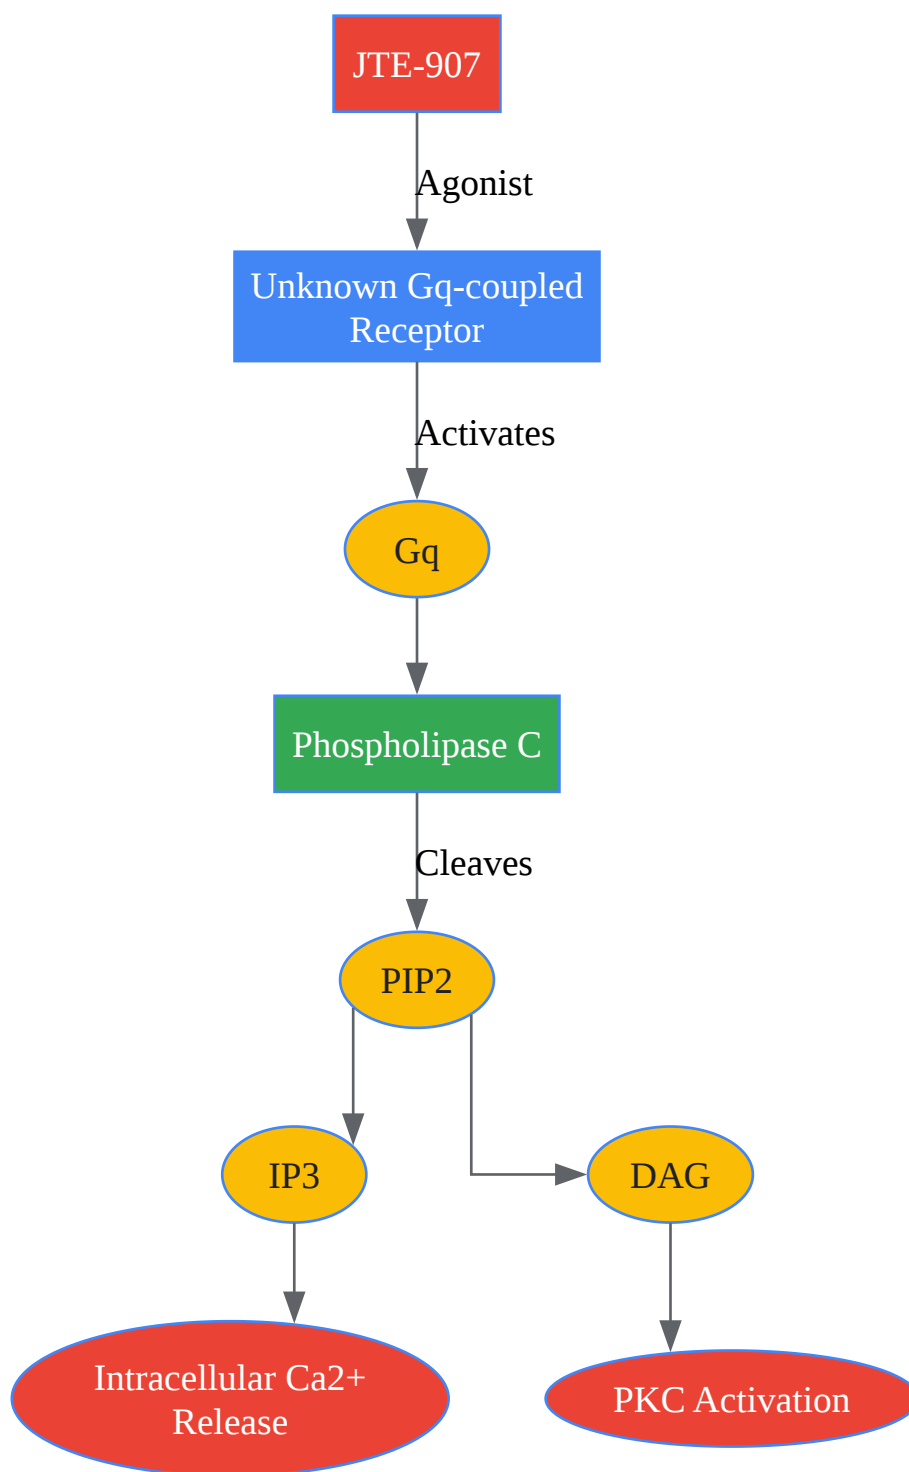 JTE-907
Agonist
Unknown Gq-coupled
Receptor
Activates
Gq
Phospholipase C
Cleaves
PIP2
IP3
DAG
Intracellular Ca2+
Release
PKC Activation